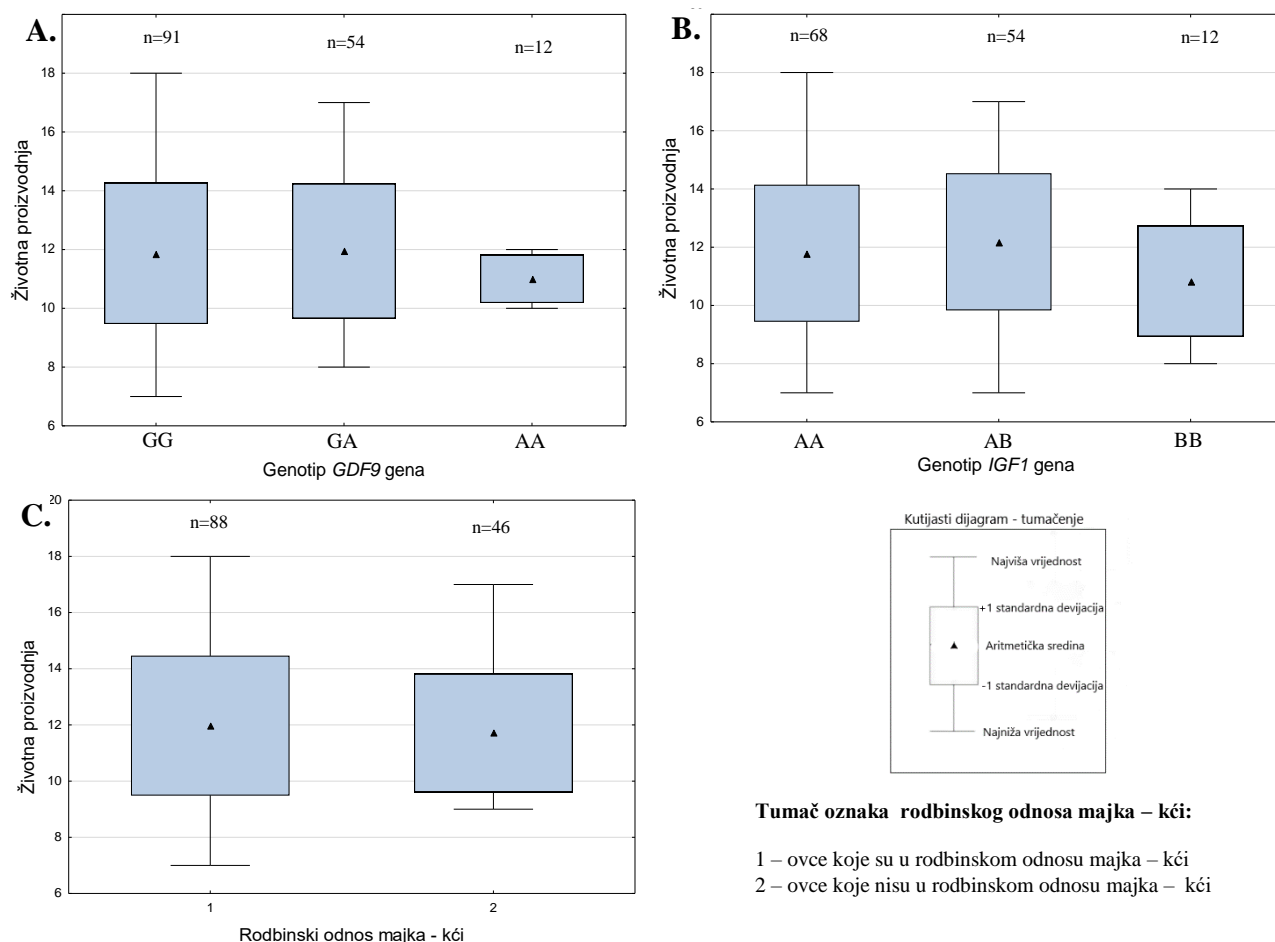 A.
n=91
n=54
n=12
18
16
14
12
10
8
6
Životna proizvodnja
GG
GA
AA
Genotip GDF9 gena
B.
n=68
n=54
n=12
18
16
14
12
10
8
6
Životna proizvodnja
AA
AB
BB
Genotip IGF1 gena
C.
n=88
n=46
20
18
16
14
12
10
8
6
Životna proizvodnja
1
2
Rodbinski odnos majka - kći
Kutijasti dijagram - tumačenje
Najviša vrijednost
+1 standardna devijacija
Aritmetička sredina
-1 standardna devijacija
Najniža vrijednost
Tumač oznaka rodbinskog odnosa majka – kći:
1 – ovce koje su u rodbinskom odnosu majka – kći
2 – ovce koje nisu u rodbinskom odnosu majka – kći